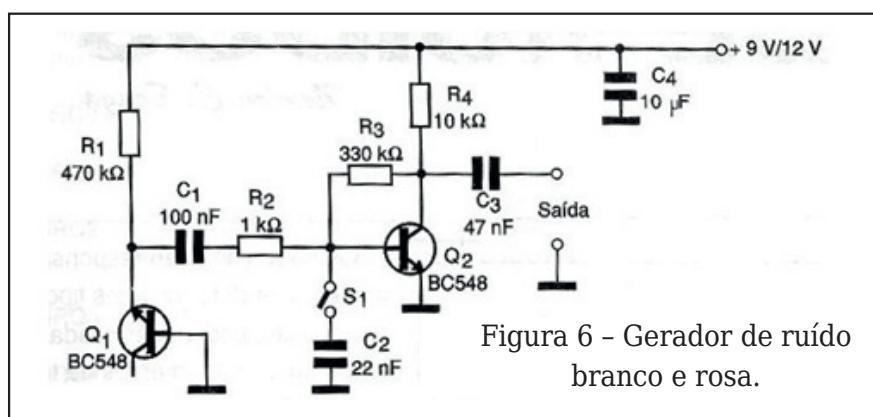 + 9 V/12 V
C4
10 µF
R4
10 kΩ
R3
330 kΩ
R1
470 kΩ
C1
100 nF
R2
1 kΩ
C3
47 nF
Saída
Q2
BC548
S1
Q1
BC548
C2
22 nF
Figura 6 – Gerador de ruído
branco e rosa.